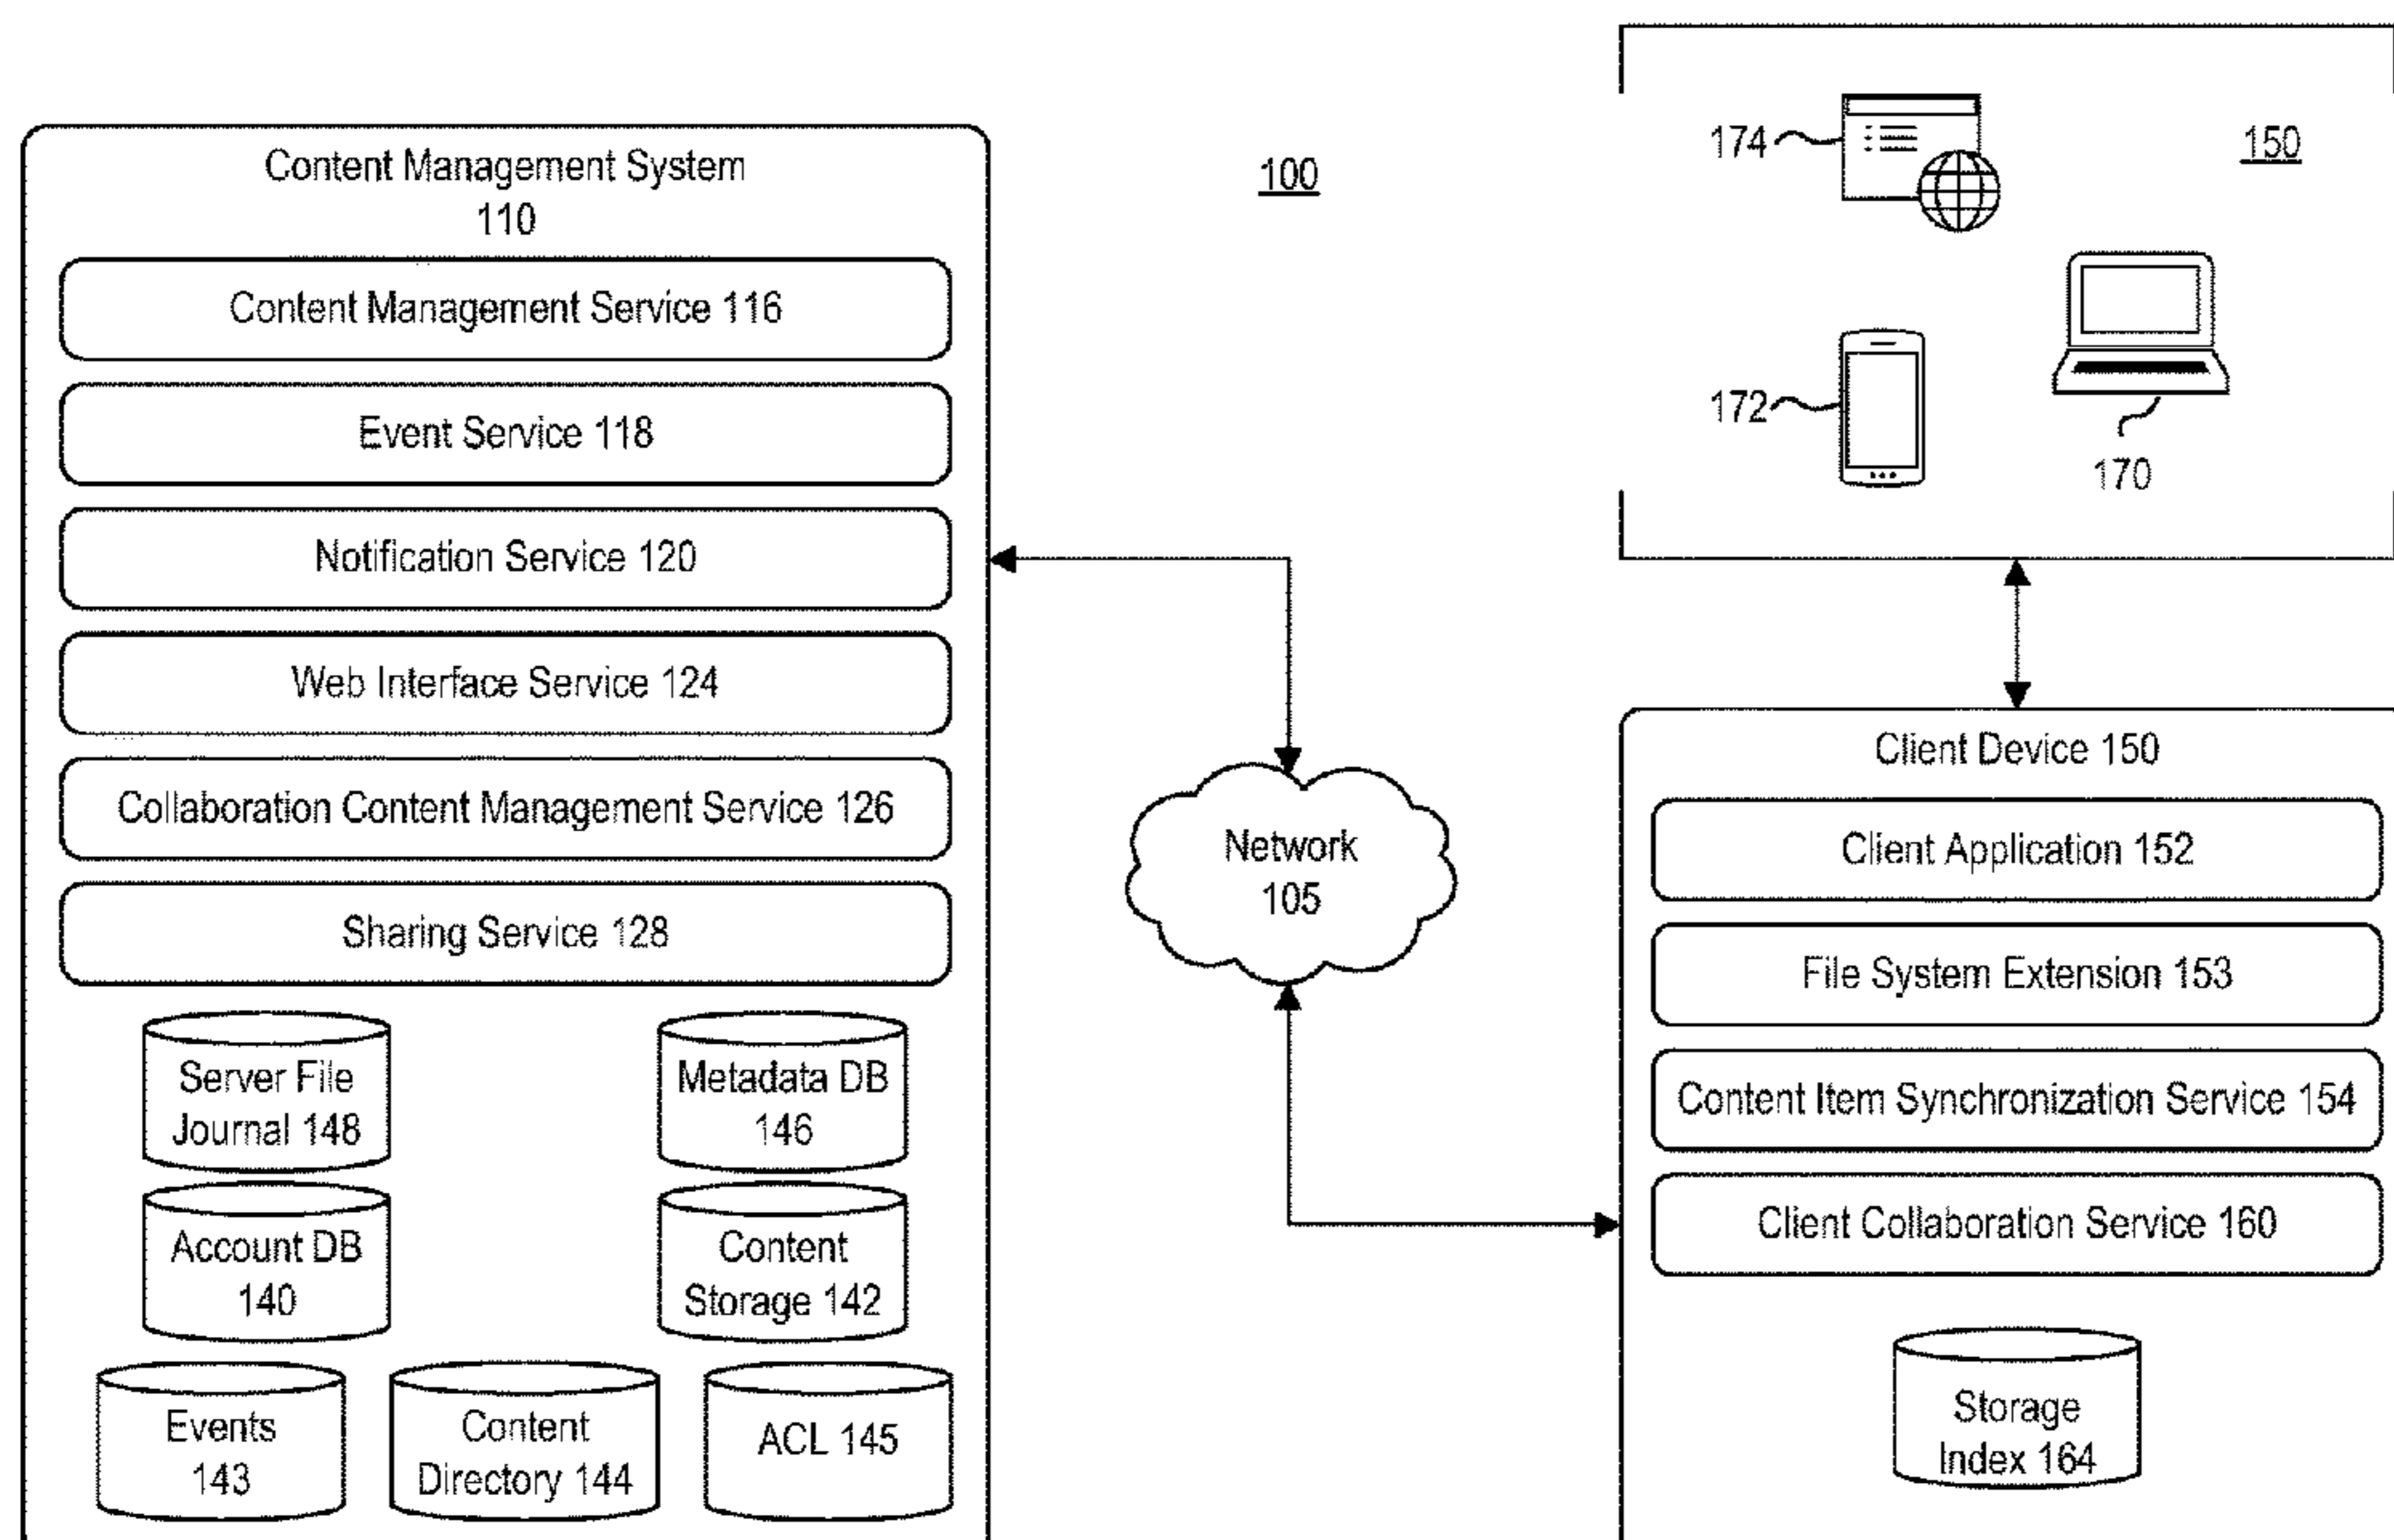 Content Management System
110
Content Management Service 116
Event Service 118
Notification Service 120
Web Interface Service 124
Collaboration Content Management Service 126
Sharing Service 128
Server File
Journal 148
Metadata DB
146
Account DB
140
Content
Storage 142
Events
143
Content
Directory 144
ACL 145
100
Network
105
174
150
172
170
Client Device 150
Client Application 152
File System Extension 153
Content Item Synchronization Service 154
Client Collaboration Service 160
Storage
Index 164